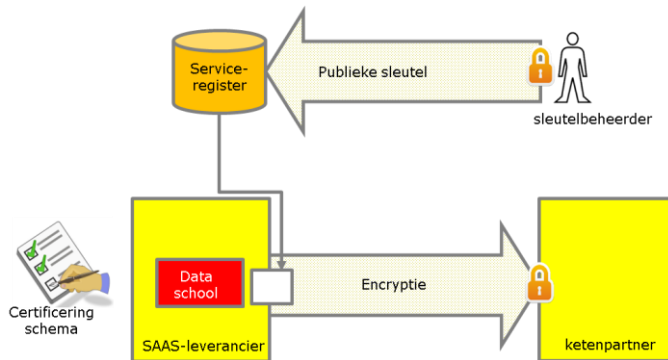 Service-
register
Publieke sleutel
sleutelbeheerder
Data
school
Encryptie
Certificering
schema
SAAS-leverancier
ketenpartner